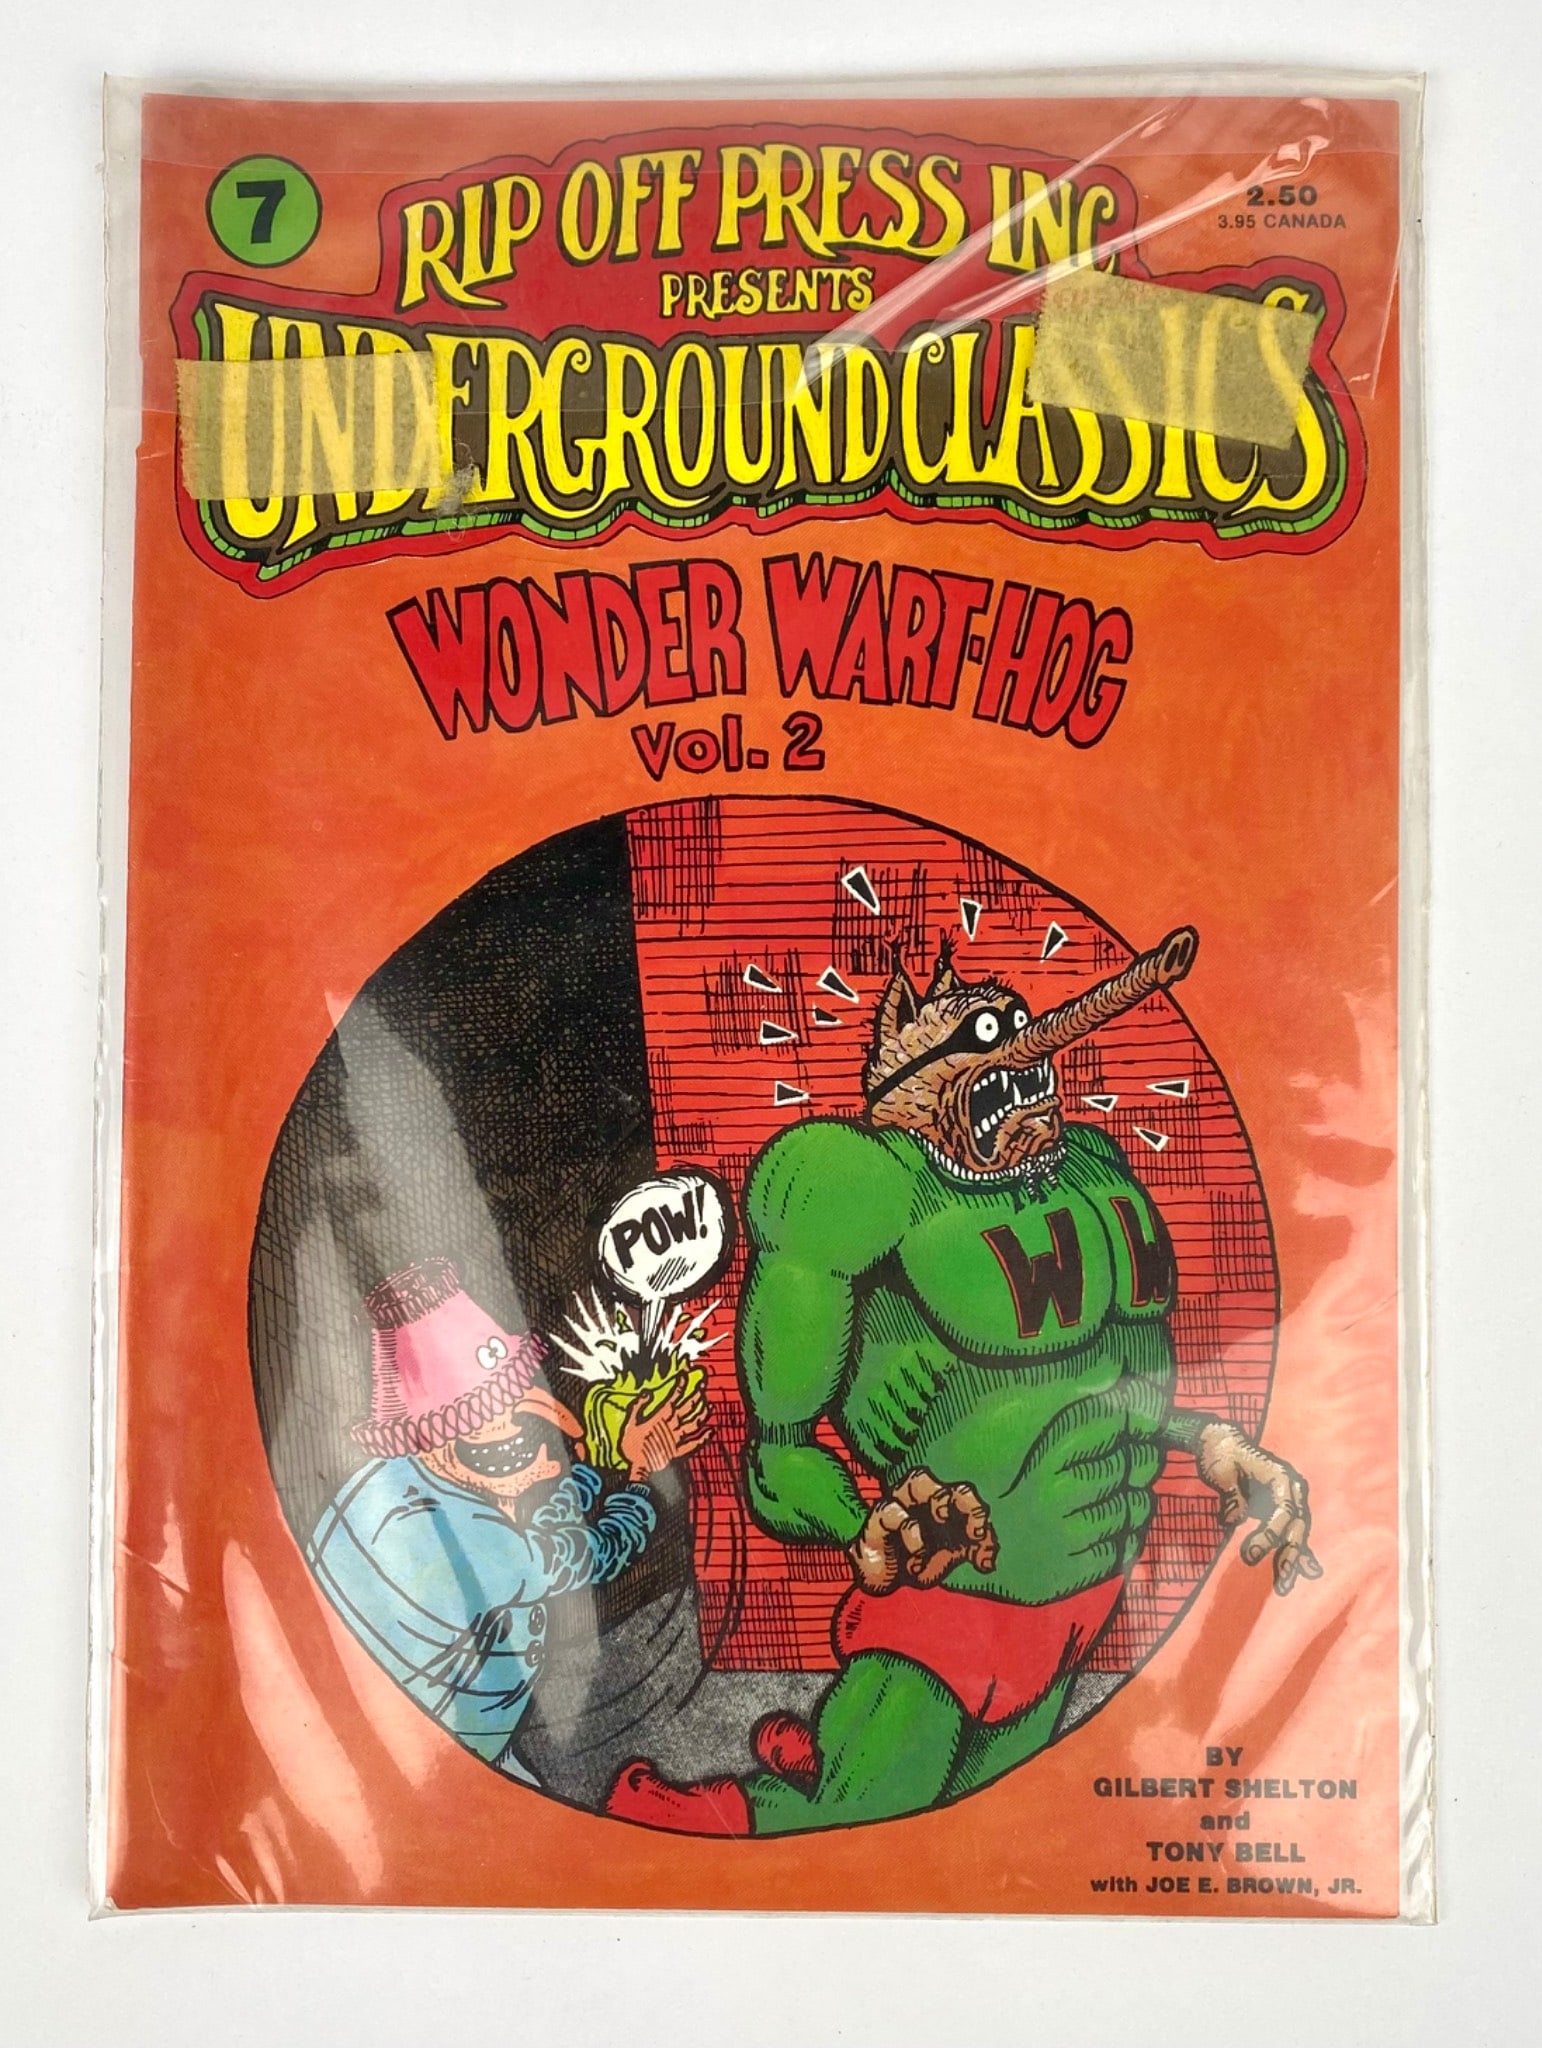 7
RIP OFF PRESS INC
PRESENTS
2.50
3.95 CANADA
UNDERGROUND CLASSICS
WONDER WART-HOG
Vol. 2
POW!
W W
BY
GILBERT SHELTON
and
TONY BELL
with JOE E. BROWN, JR.